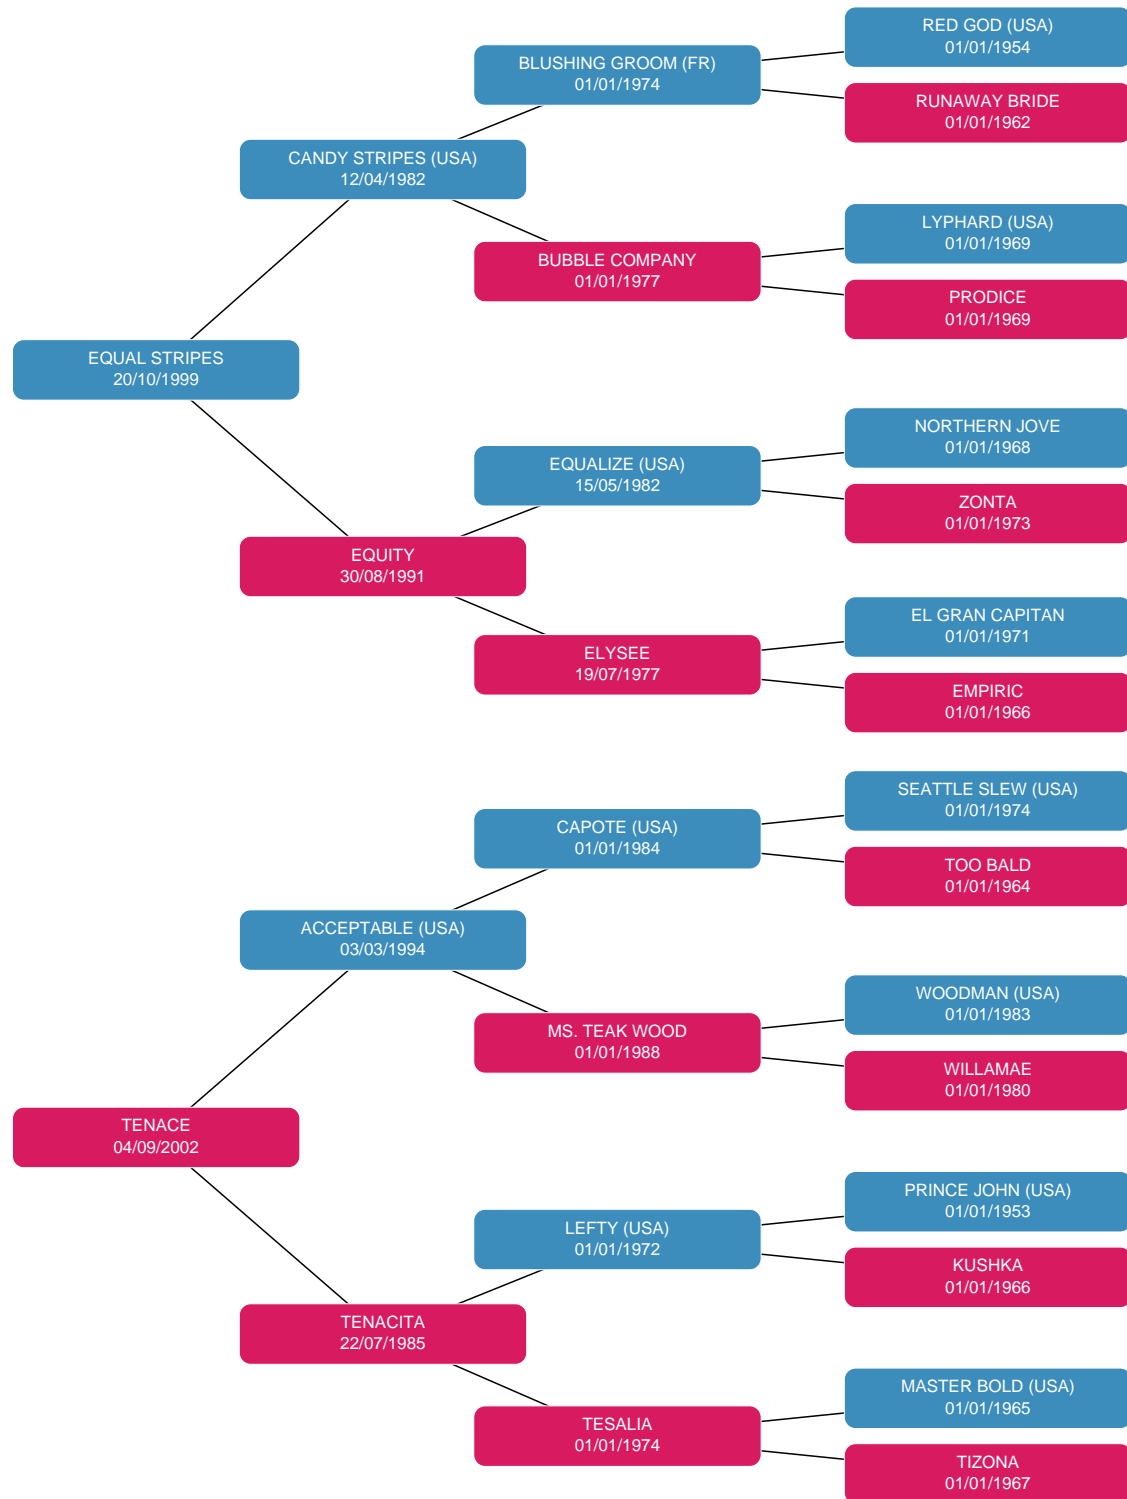 RED GOD (USA)
01/01/1954
BLUSHING GROOM (FR)
01/01/1974
RUNAWAY BRIDE
01/01/1962
CANDY STRIPES (USA)
12/04/1982
LYPHARD (USA)
01/01/1969
BUBBLE COMPANY
01/01/1977
PRODICE
01/01/1969
EQUAL STRIPES
20/10/1999
NORTHERN JOVE
01/01/1968
EQUALIZE (USA)
15/05/1982
ZONTA
01/01/1973
EQUITY
30/08/1991
EL GRAN CAPITAN
01/01/1971
ELYSEE
19/07/1977
EMPIRIC
01/01/1966
SEATTLE SLEW (USA)
01/01/1974
CAPOTE (USA)
01/01/1984
TOO BALD
01/01/1964
ACCEPTABLE (USA)
03/03/1994
WOODMAN (USA)
01/01/1983
MS. TEAK WOOD
01/01/1988
WILLAMAE
01/01/1980
TENACE
04/09/2002
PRINCE JOHN (USA)
01/01/1953
LEFTY (USA)
01/01/1972
KUSHKA
01/01/1966
TENACITA
22/07/1985
MASTER BOLD (USA)
01/01/1965
TESALIA
01/01/1974
TIZONA
01/01/1967